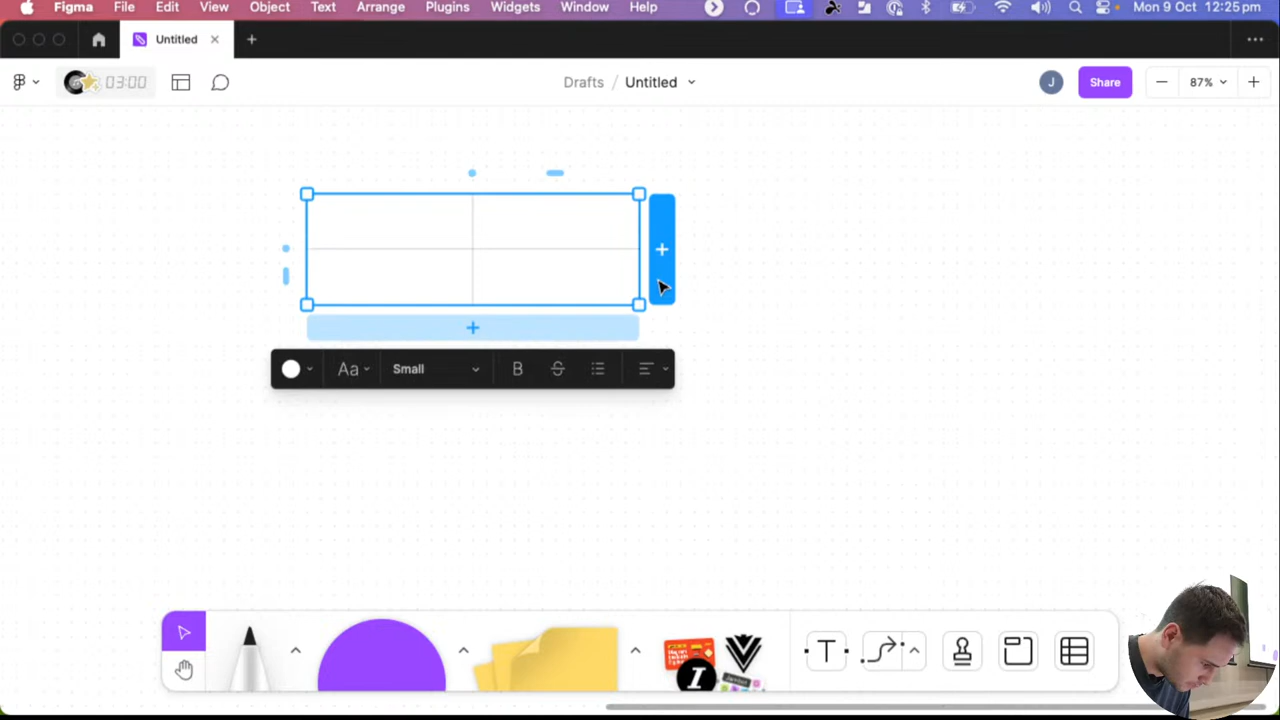 Figma File Edit View Object Text Arrange Plugins Widgets Window Help Mon 9 Oct 12:25 pm
Untitled
03:00 Drafts / Untitled J Share 87%
Aa Small B S
T